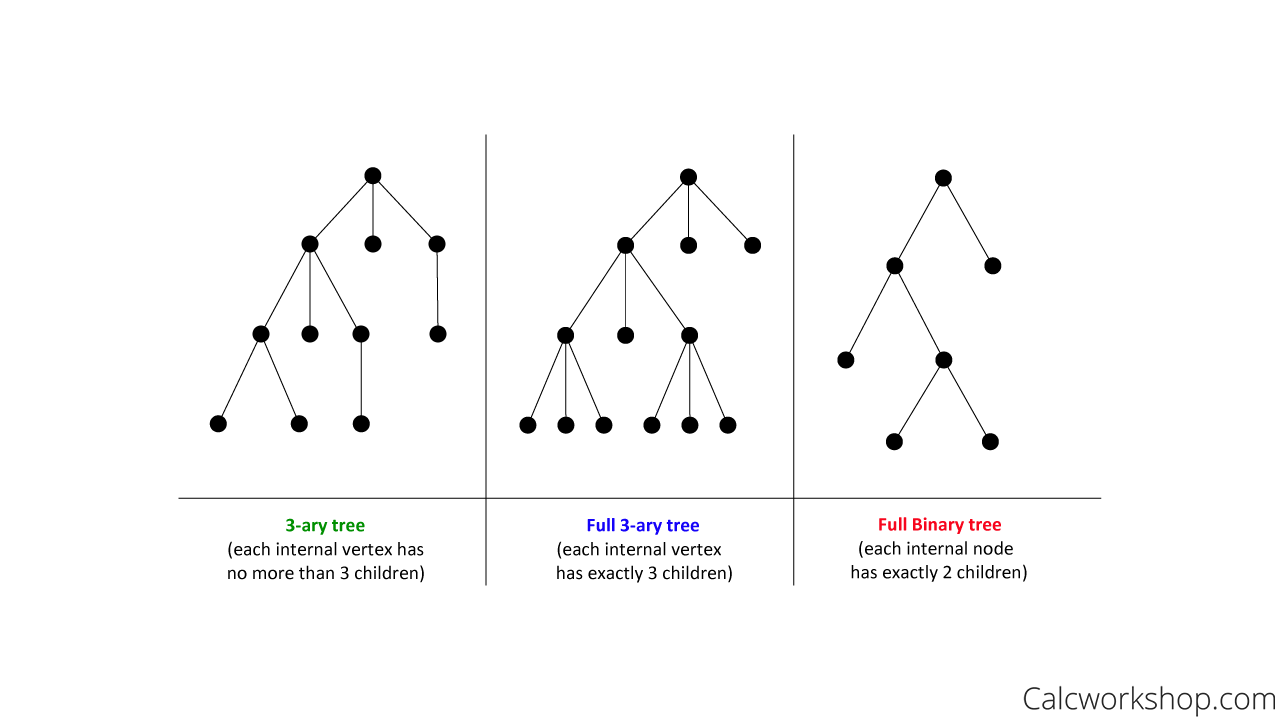 3-ary tree
(each internal vertex has
no more than 3 children)
Full 3-ary tree
(each internal vertex
has exactly 3 children)
Full Binary tree
(each internal node
has exactly 2 children)
Calcworkshop.com